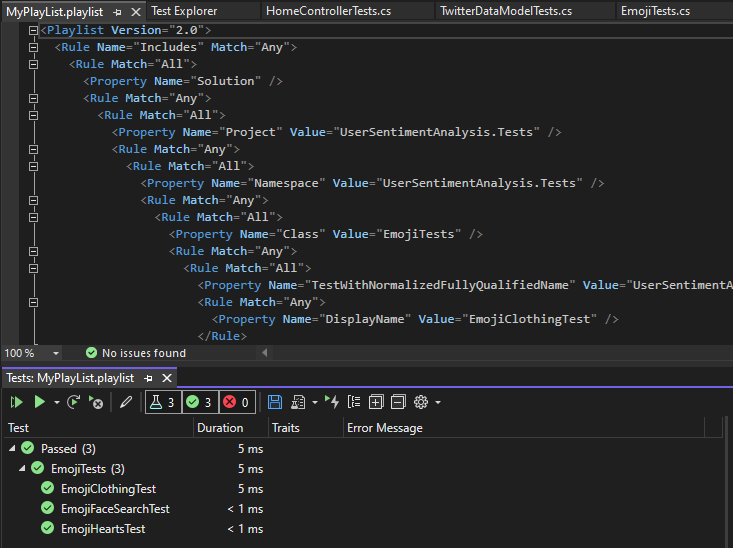 MyPlayList.playlist Test Explorer HomeControllerTests.cs TwitterDataModelTests.cs EmojiTests.cs
<Playlist Version="2.0">
<Rule Name="Includes" Match="Any">
<Rule Match="All">
<Property Name="Solution" />
<Rule Match="Any">
<Rule Match="All">
<Property Name="Project" Value="UserSentimentAnalysis.Tests" />
<Rule Match="Any">
<Rule Match="All">
<Property Name="Namespace" Value="UserSentimentAnalysis.Tests" />
<Rule Match="Any">
<Rule Match="All">
<Property Name="Class" Value="EmojiTests" />
<Rule Match="Any">
<Rule Match="All">
<Property Name="TestWithNormalizedFullyQualifiedName" Value="UserSentimentA
<Rule Match="Any">
<Property Name="DisplayName" Value="EmojiClothingTest" />
</Rule>
100 % No issues found
Tests: MyPlayList.playlist
3 3 0
Test Duration Traits Error Message
Passed (3) 5 ms
EmojiTests (3) 5 ms
EmojiClothingTest 5 ms
EmojiFaceSearchTest < 1 ms
EmojiHeartsTest < 1 ms